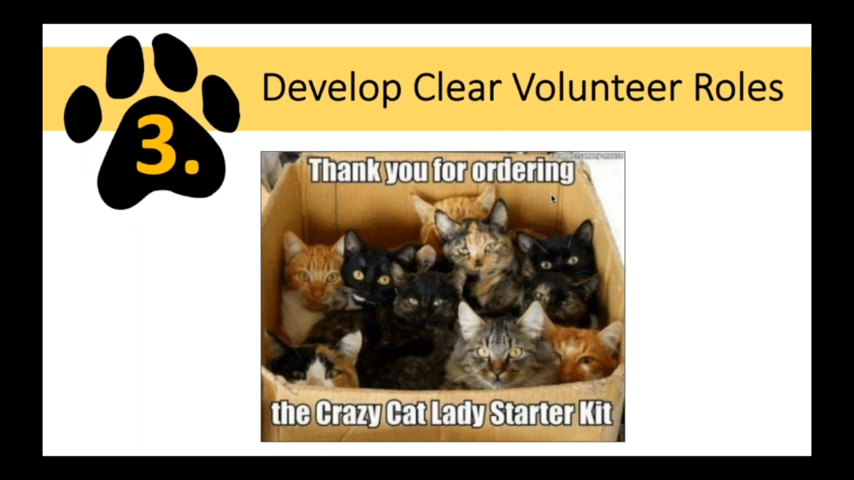 3.
Develop Clear Volunteer Roles
Thank you for ordering
the Crazy Cat Lady Starter Kit